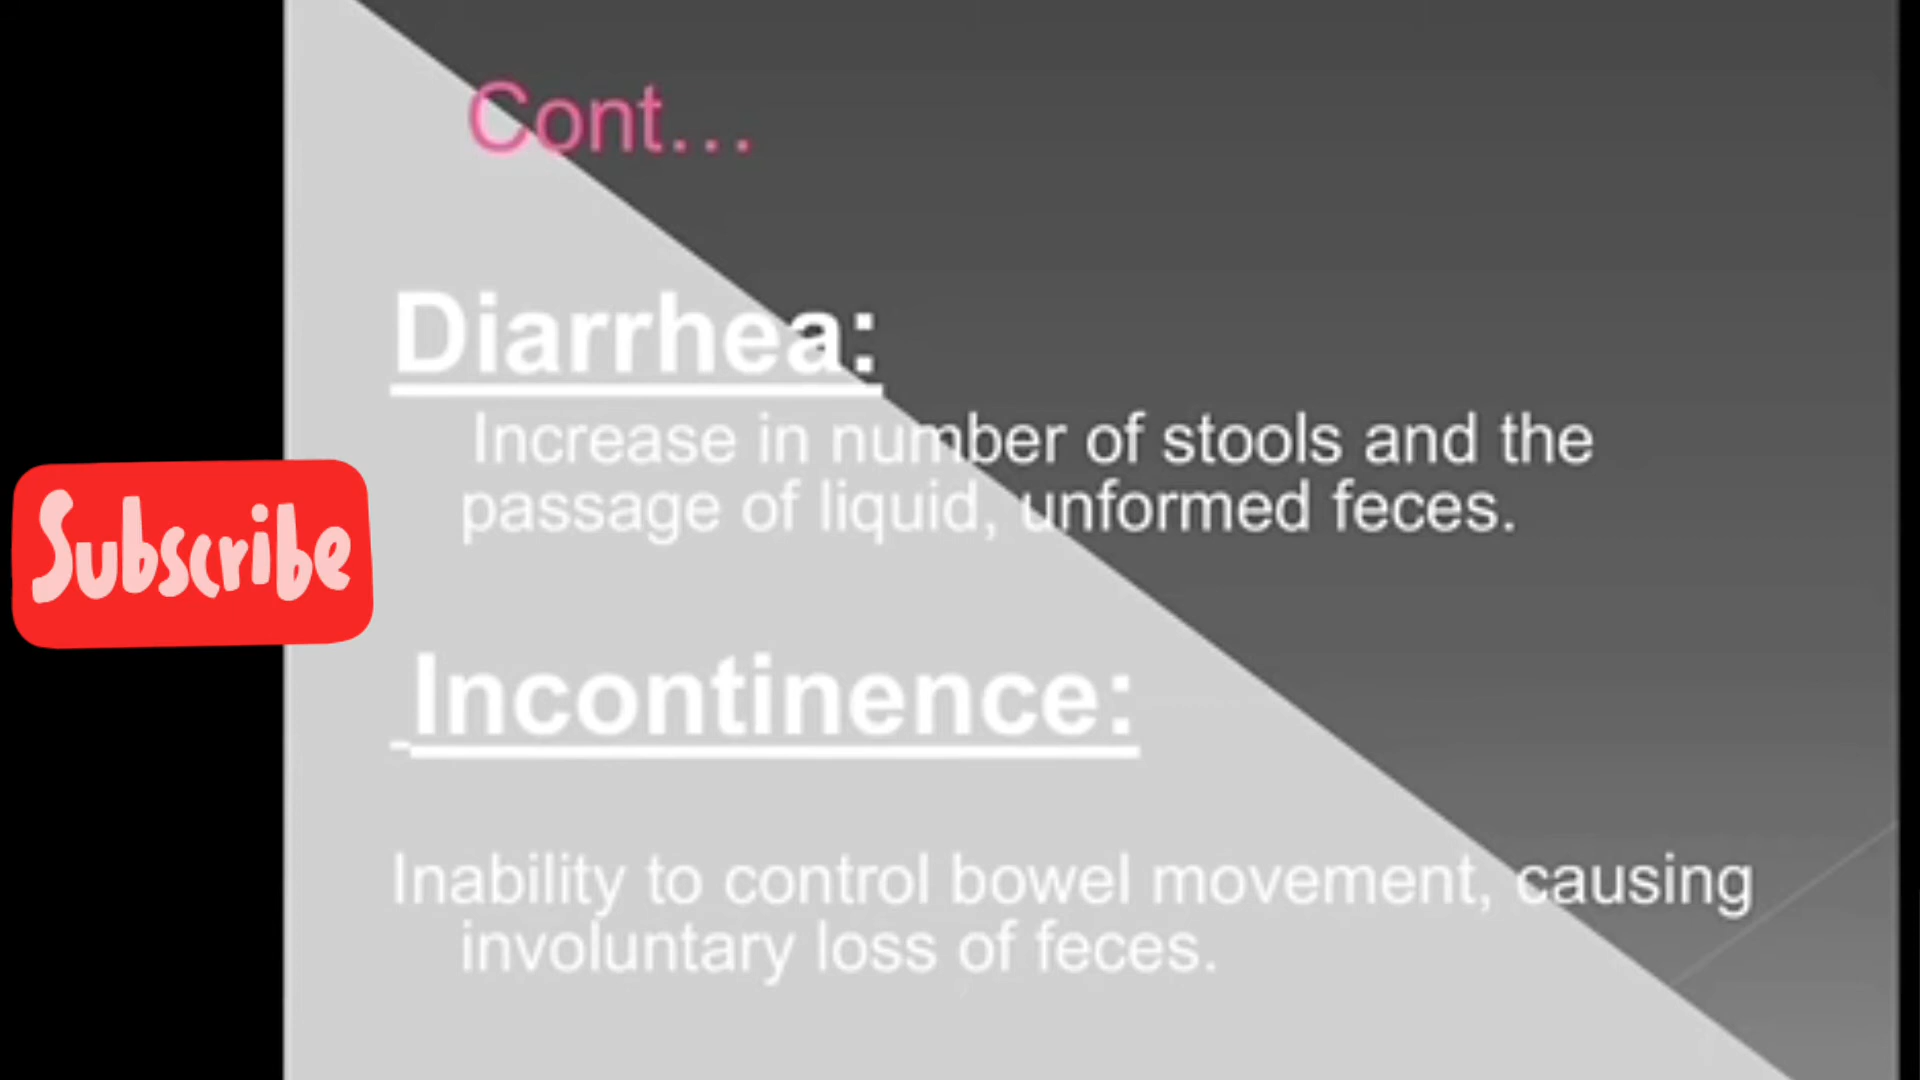 Cont...
Diarrhea:
Increase in number of stools and the
passage of liquid, unformed feces.
Subscribe
Incontinence:
Inability to control bowel movement, causing
involuntary loss of feces.